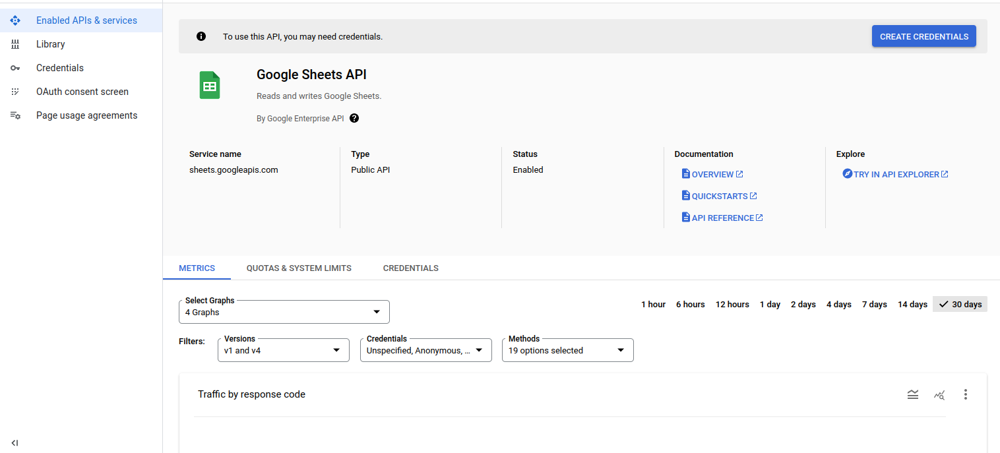 Enabled APIs & services
Library
Credentials
OAuth consent screen
Page usage agreements
To use this API, you may need credentials.
CREATE CREDENTIALS
Google Sheets API
Reads and writes Google Sheets.
By Google Enterprise API
Service name
sheets.googleapis.com
Type
Public API
Status
Enabled
Documentation
OVERVIEW
QUICKSTARTS
API REFERENCE
Explore
TRY IN API EXPLORER
METRICS
QUOTAS & SYSTEM LIMITS
CREDENTIALS
Select Graphs
4 Graphs
1 hour
6 hours
12 hours
1 day
2 days
4 days
7 days
14 days
30 days
Filters:
Versions
v1 and v4
Credentials
Unspecified, Anonymous, ...
Methods
19 options selected
Traffic by response code